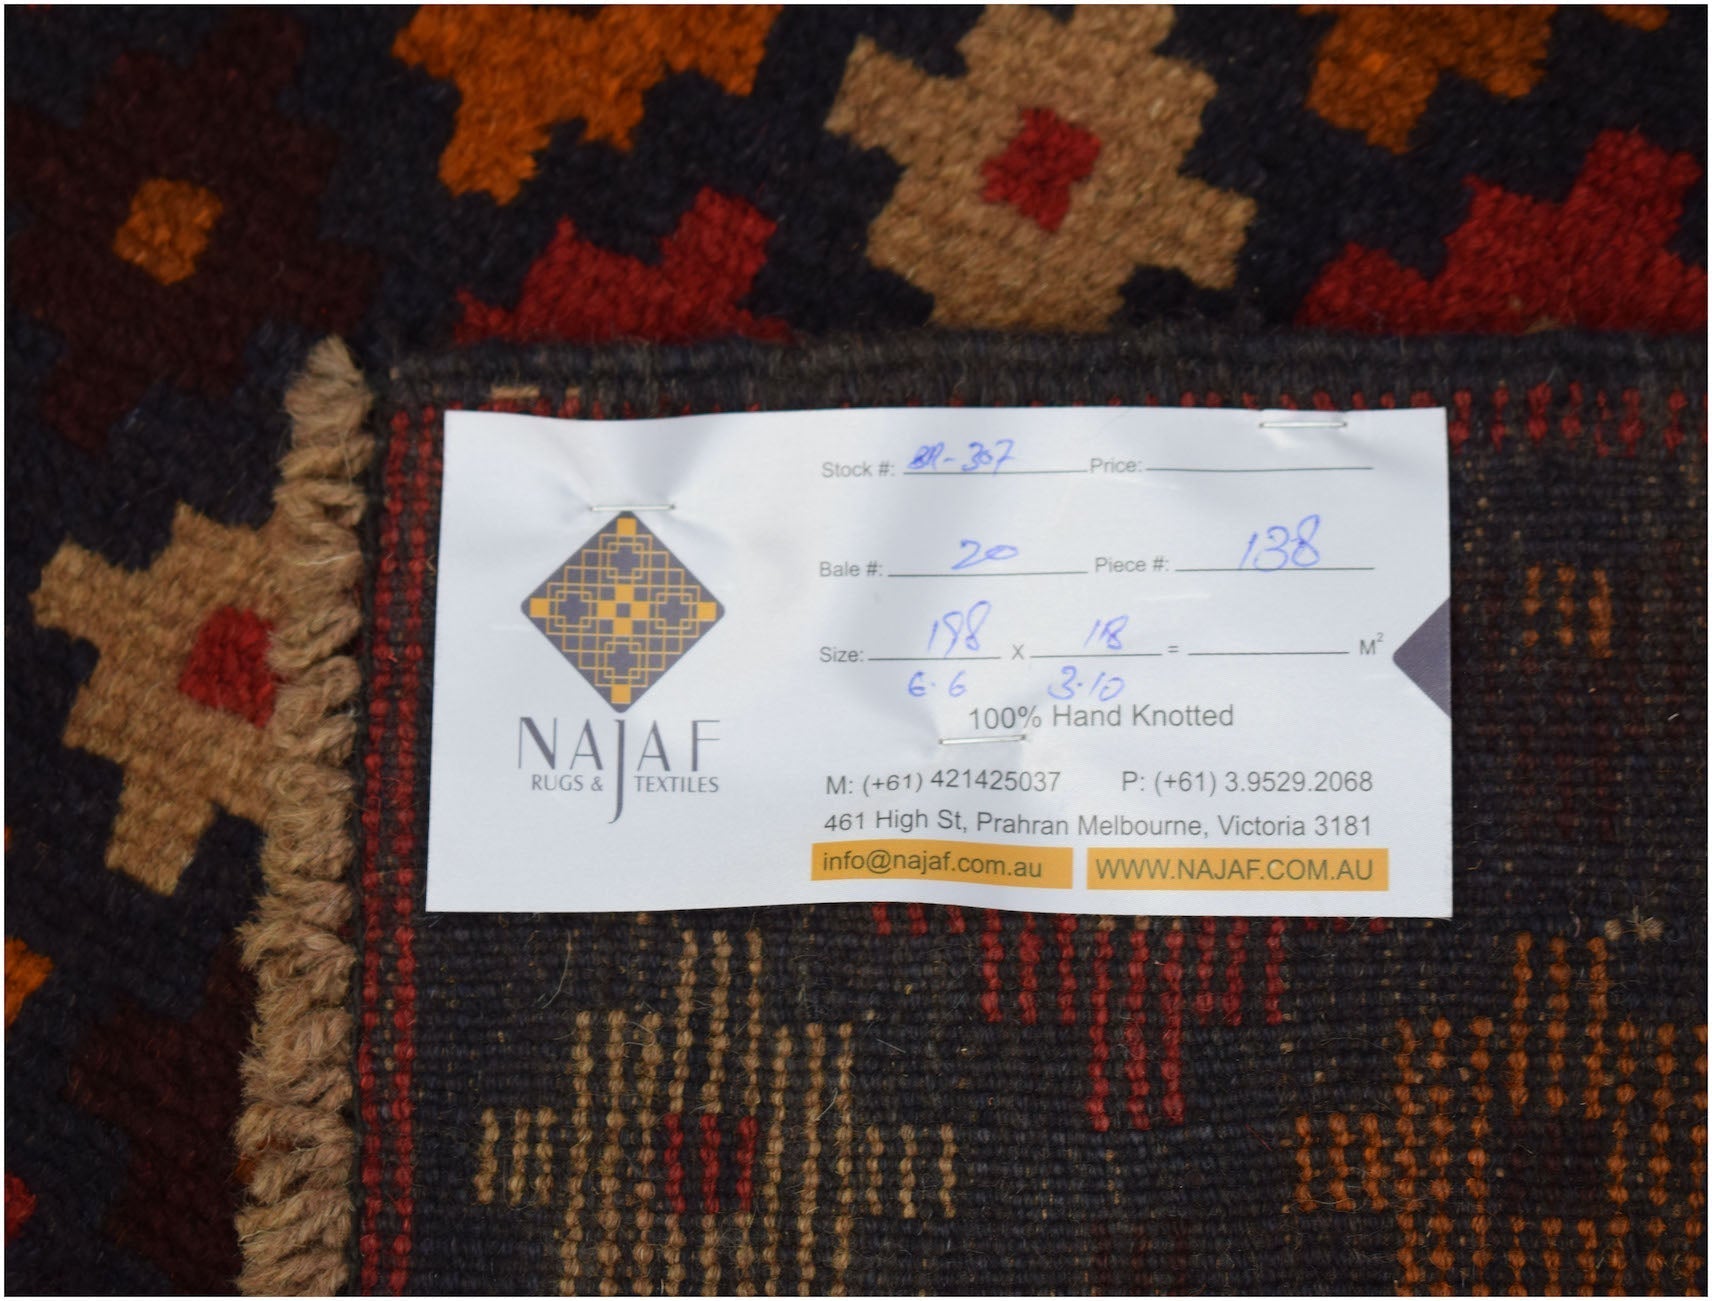 Stock #: BR-307 Price:
Bale #: 20 Piece #: 138
Size: 198 X 118 = M²
6.6 3.10
100% Hand Knotted
NAJAF
RUGS & TEXTILES
M: (+61) 421425037 P: (+61) 3.9529.2068
461 High St, Prahran Melbourne, Victoria 3181
info@najaf.com.au WWW.NAJAF.COM.AU